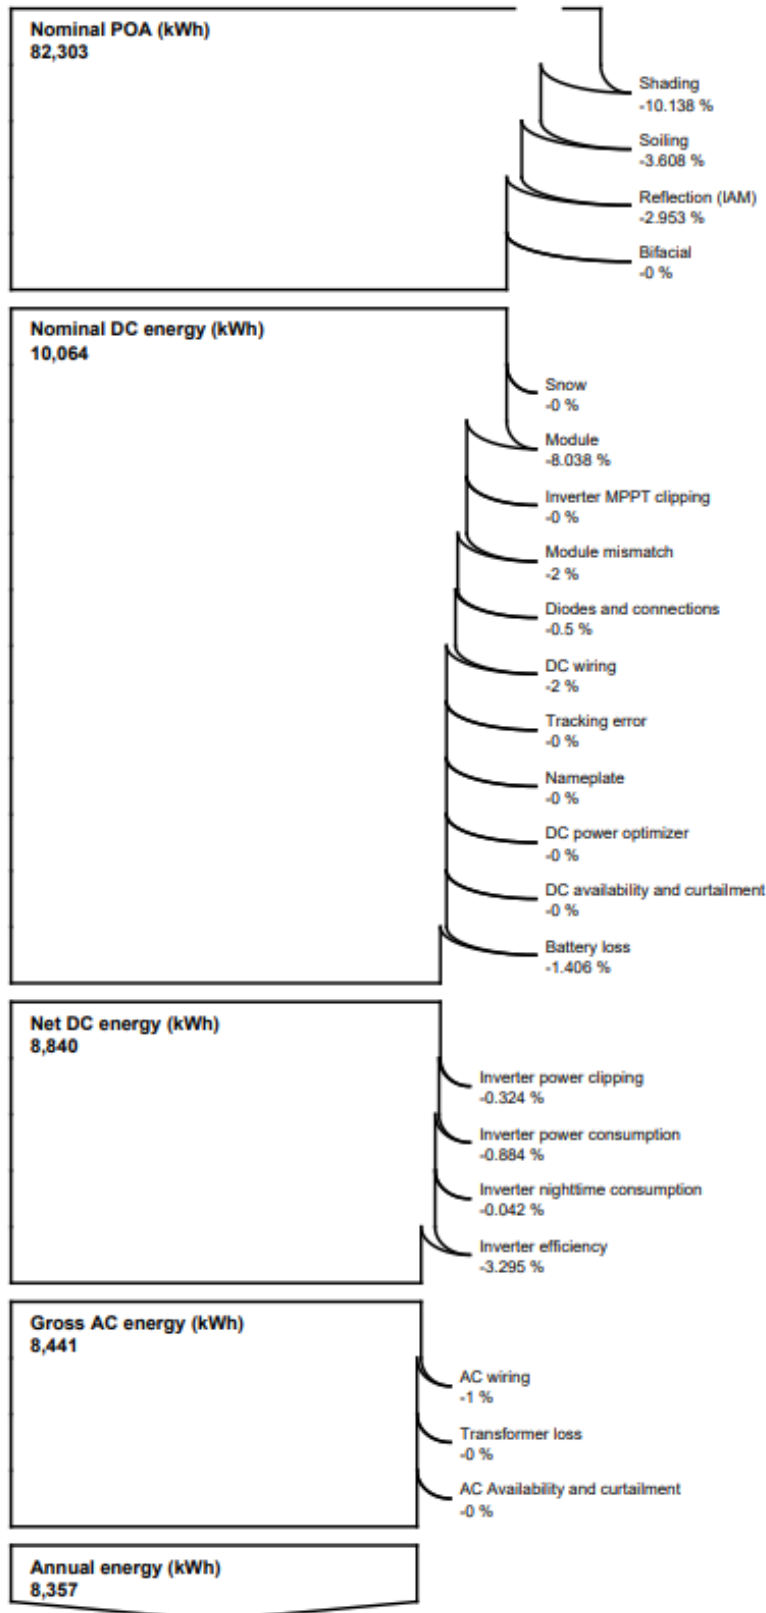 Nominal POA (kWh)
82,303
Shading
-10.138 %
Soiling
-3.608 %
Reflection (IAM)
-2.953 %
Bifacial
-0 %
Nominal DC energy (kWh)
10,064
Snow
-0 %
Module
-8.038 %
Inverter MPPT clipping
-0 %
Module mismatch
-2 %
Diodes and connections
-0.5 %
DC wiring
-2 %
Tracking error
-0 %
Nameplate
-0 %
DC power optimizer
-0 %
DC availability and curtailment
-0 %
Battery loss
-1.406 %
Net DC energy (kWh)
8,840
Inverter power clipping
-0.324 %
Inverter power consumption
-0.884 %
Inverter nighttime consumption
-0.042 %
Inverter efficiency
-3.295 %
Gross AC energy (kWh)
8,441
AC wiring
-1 %
Transformer loss
-0 %
AC Availability and curtailment
-0 %
Annual energy (kWh)
8,357